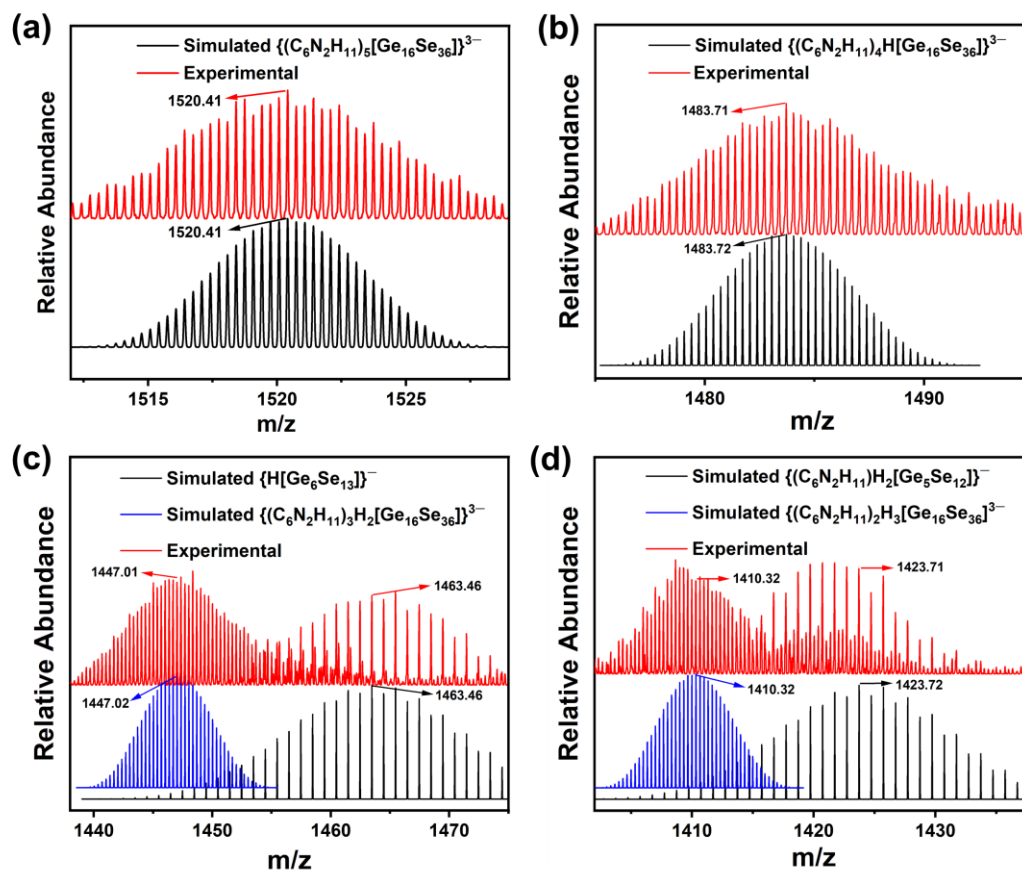 (a)
Simulated {(C₆N₂H₁₁)₅[Ge₁₆Se₃₆]}³⁻
Experimental
1520.41
1520.41
Relative Abundance
1515
1520
1525
m/z
(b)
Simulated {(C₆N₂H₁₁)₄H[Ge₁₆Se₃₆]}³⁻
Experimental
1483.71
1483.72
Relative Abundance
1480
1490
m/z
(c)
Simulated {H[Ge₆Se₁₃]}⁻
Simulated {(C₆N₂H₁₁)₃H₂[Ge₁₆Se₃₆]}³⁻
Experimental
1447.01
1463.46
1447.02
1463.46
Relative Abundance
1440
1450
1460
1470
m/z
(d)
Simulated {(C₆N₂H₁₁)H₂[Ge₅Se₁₂]}⁻
Simulated {(C₆N₂H₁₁)₂H₃[Ge₁₆Se₃₆]³⁻
Experimental
1410.32
1423.71
1410.32
1423.72
Relative Abundance
1410
1420
1430
m/z